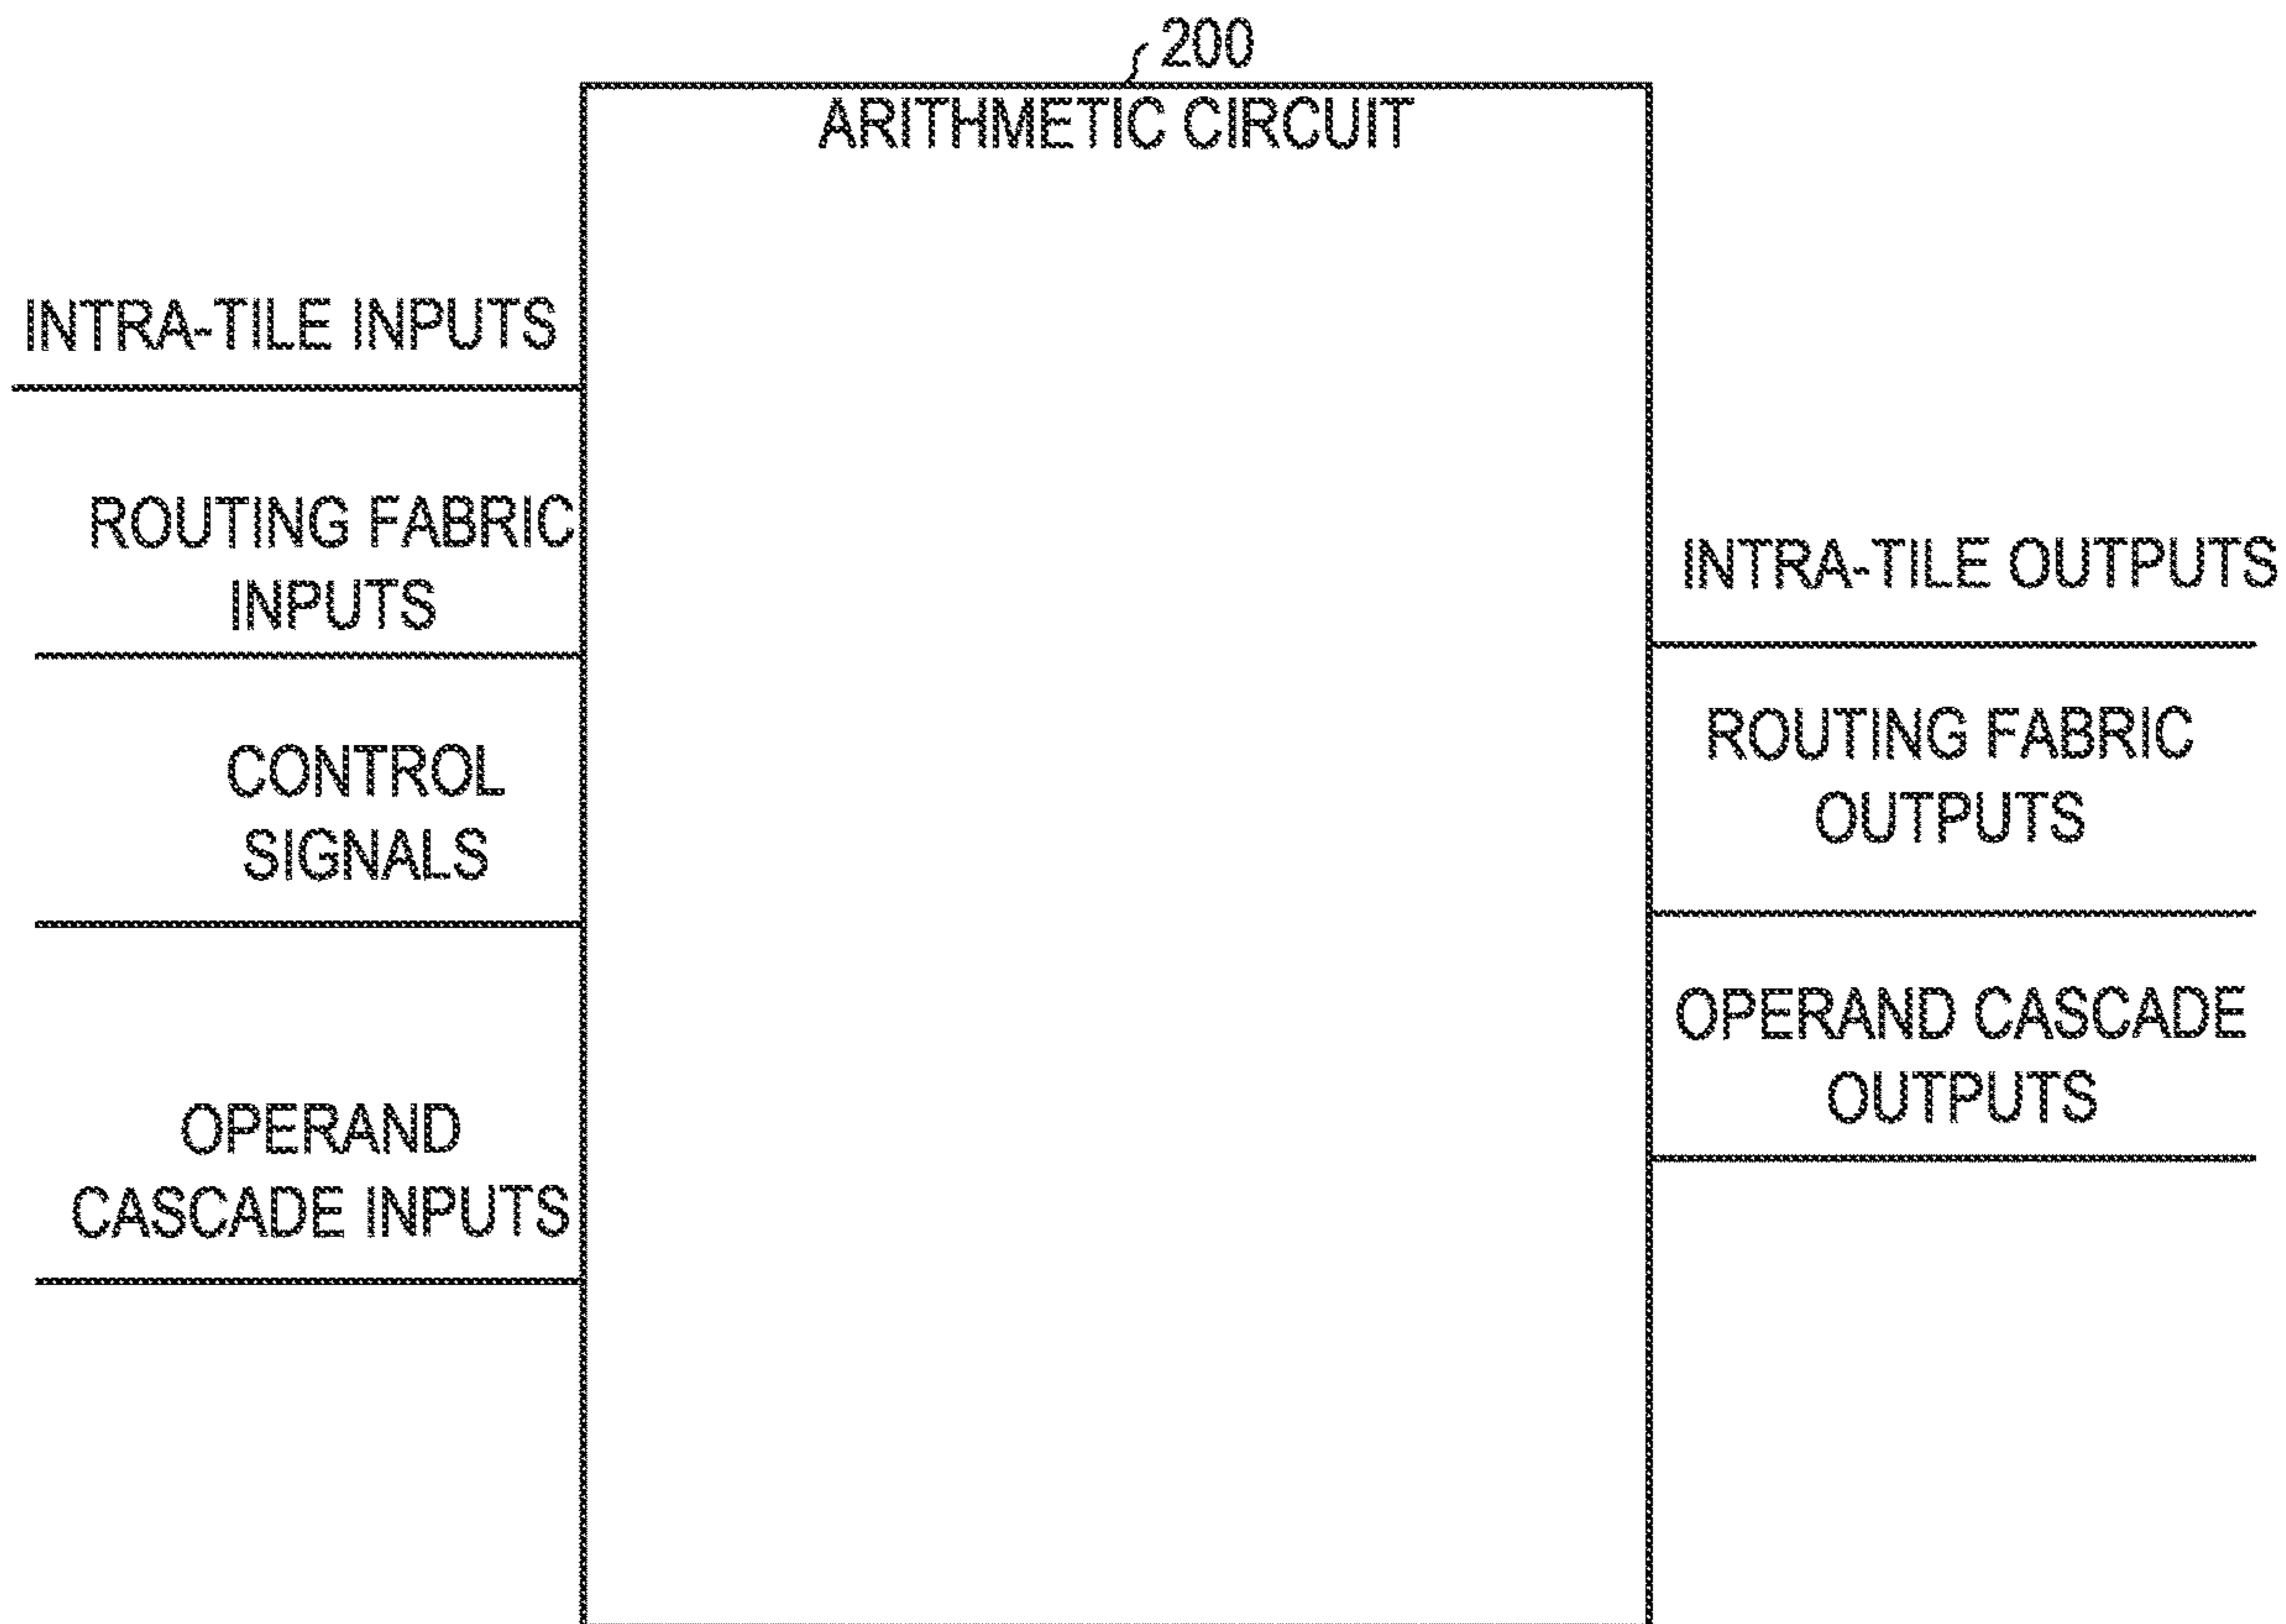 200
ARITHMETIC CIRCUIT
INTRA-TILE INPUTS
ROUTING FABRIC
INPUTS
CONTROL
SIGNALS
OPERAND
CASCADE INPUTS
INTRA-TILE OUTPUTS
ROUTING FABRIC
OUTPUTS
OPERAND CASCADE
OUTPUTS